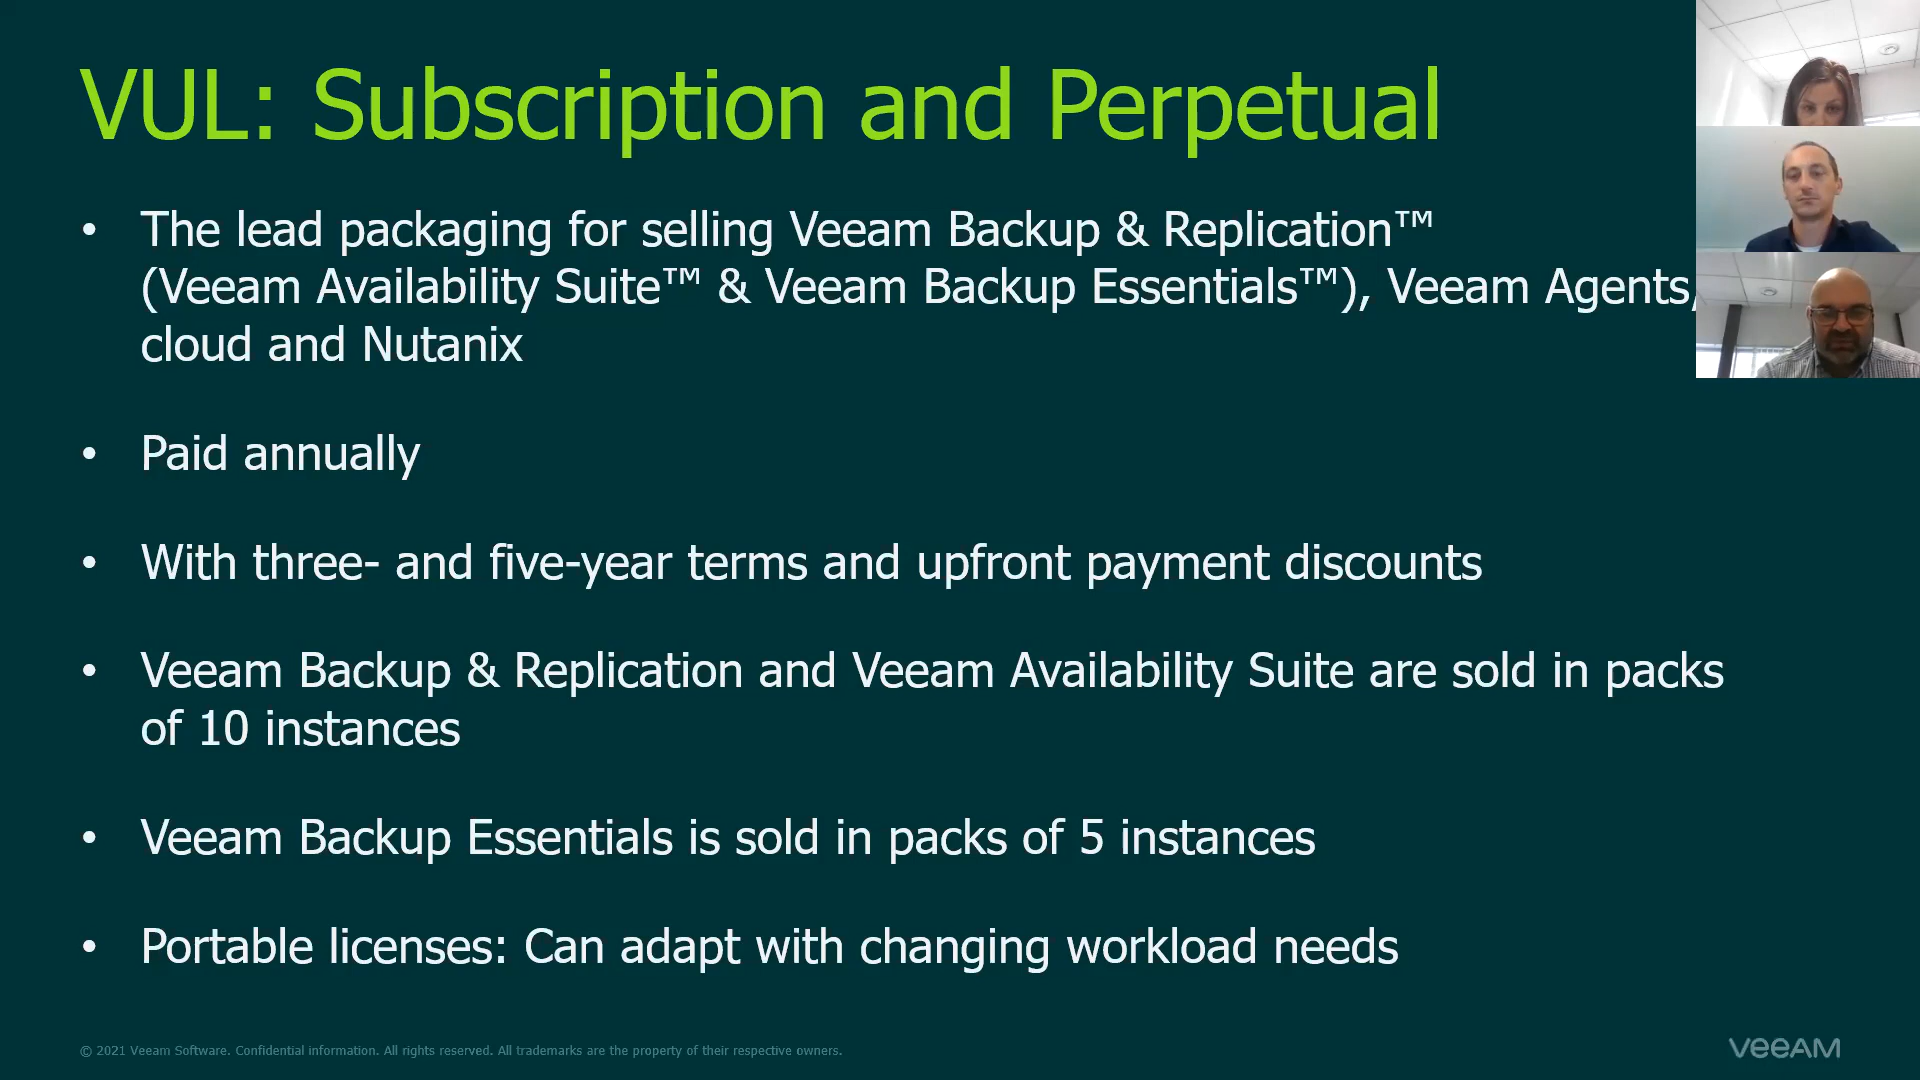 VUL: Subscription and Perpetual
• The lead packaging for selling Veeam Backup & Replication™
(Veeam Availability Suite™ & Veeam Backup Essentials™), Veeam Agents,
cloud and Nutanix
• Paid annually
• With three- and five-year terms and upfront payment discounts
• Veeam Backup & Replication and Veeam Availability Suite are sold in packs
of 10 instances
• Veeam Backup Essentials is sold in packs of 5 instances
• Portable licenses: Can adapt with changing workload needs
© 2021 Veeam Software. Confidential information. All rights reserved. All trademarks are the property of their respective owners.
VEEAM